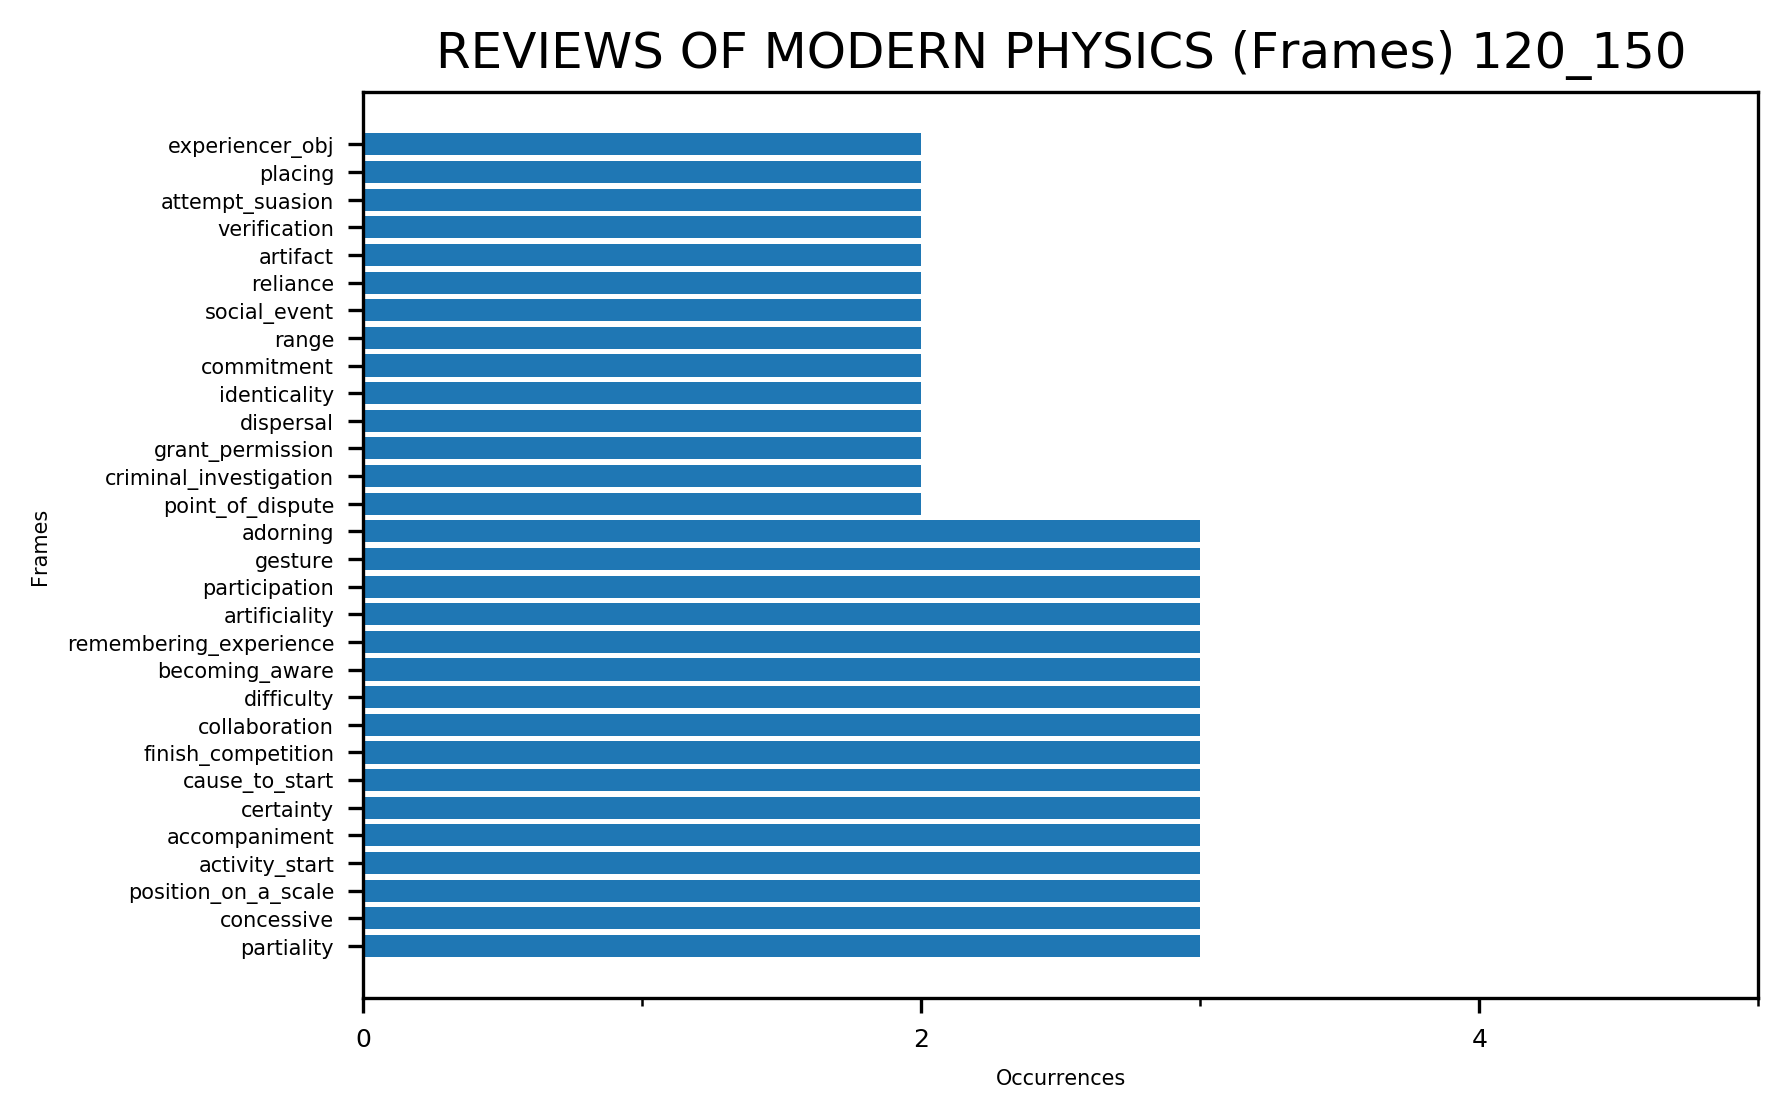 REVIEWS OF MODERN PHYSICS (Frames) 120_150
experiencer_obj
placing
attempt_suasion
verification
artifact
reliance
social_event
range
commitment
identicality
dispersal
grant_permission
criminal_investigation
point_of_dispute
adorning
gesture
participation
artificiality
remembering_experience
becoming_aware
difficulty
collaboration
finish_competition
cause_to_start
certainty
accompaniment
activity_start
position_on_a_scale
concessive
partiality
Frames
0 2 4
Occurrences